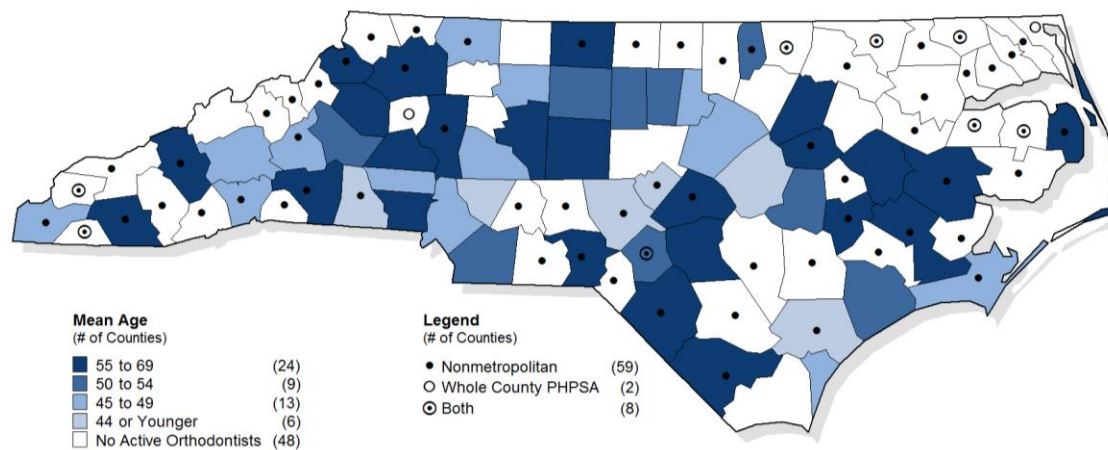 Mean Age
(# of Counties)
55 to 69 (24)
50 to 54 (9)
45 to 49 (13)
44 or Younger (6)
No Active Orthodontists (48)
Legend
(# of Counties)
Nonmetropolitan (59)
Whole County PHPSA (2)
Both (8)